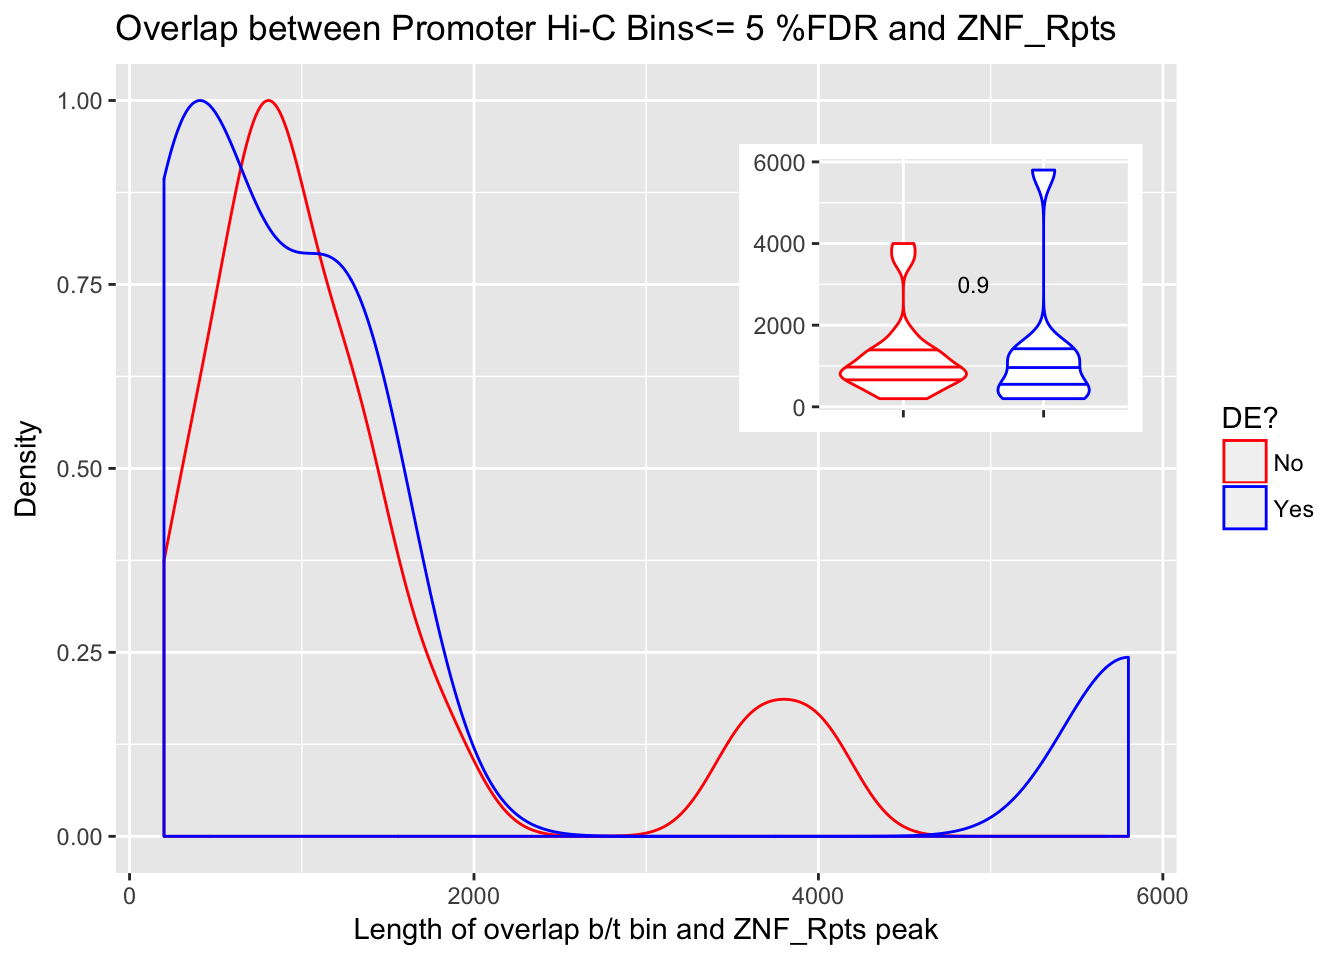 Overlap between Promoter Hi-C Bins<= 5 %FDR and ZNF_Rpts
1.00
0.75
0.50
0.25
0.00
Density
0
2000
4000
6000
Length of overlap b/t bin and ZNF_Rpts peak
6000
4000
2000
0
0.9
DE?
No
Yes